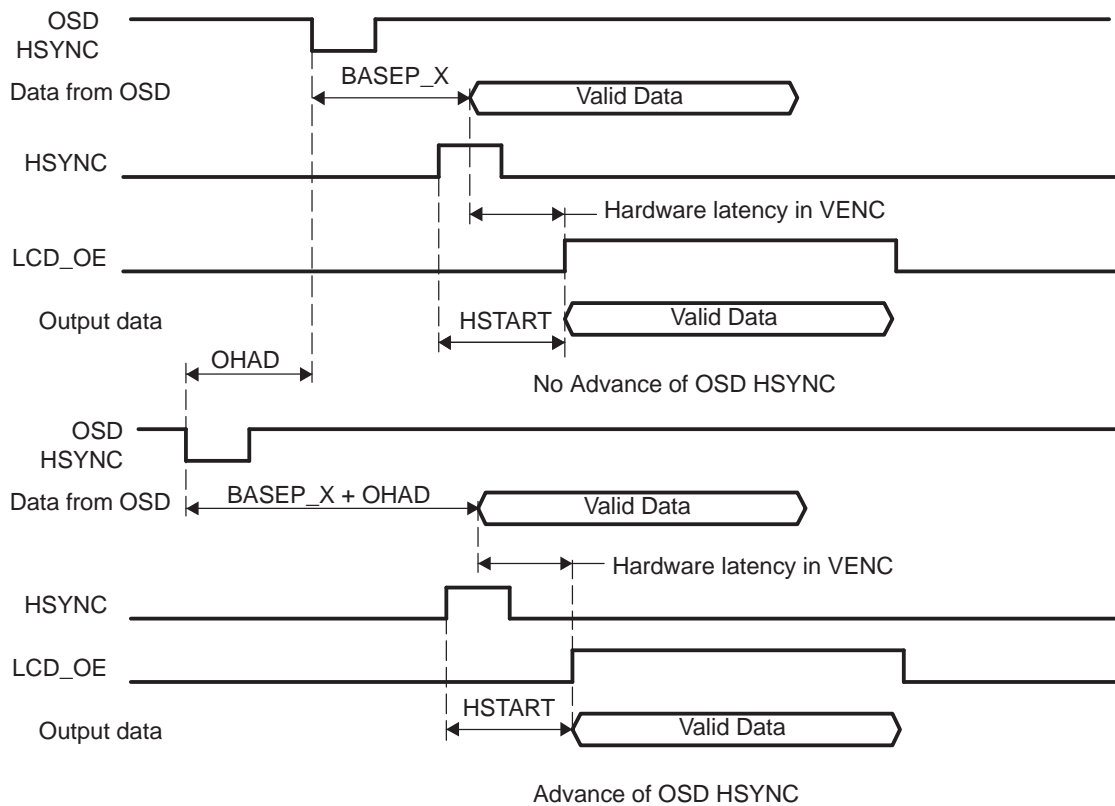 OSD
HSYNC
BASEP_X
Data from OSD
Valid Data
HSYNC
Hardware latency in VENC
LCD_OE
Output data
HSTART
Valid Data
OHAD
No Advance of OSD HSYNC
OSD
HSYNC
Data from OSD
BASEP_X + OHAD
Valid Data
Hardware latency in VENC
HSYNC
LCD_OE
HSTART
Output data
Valid Data
Advance of OSD HSYNC